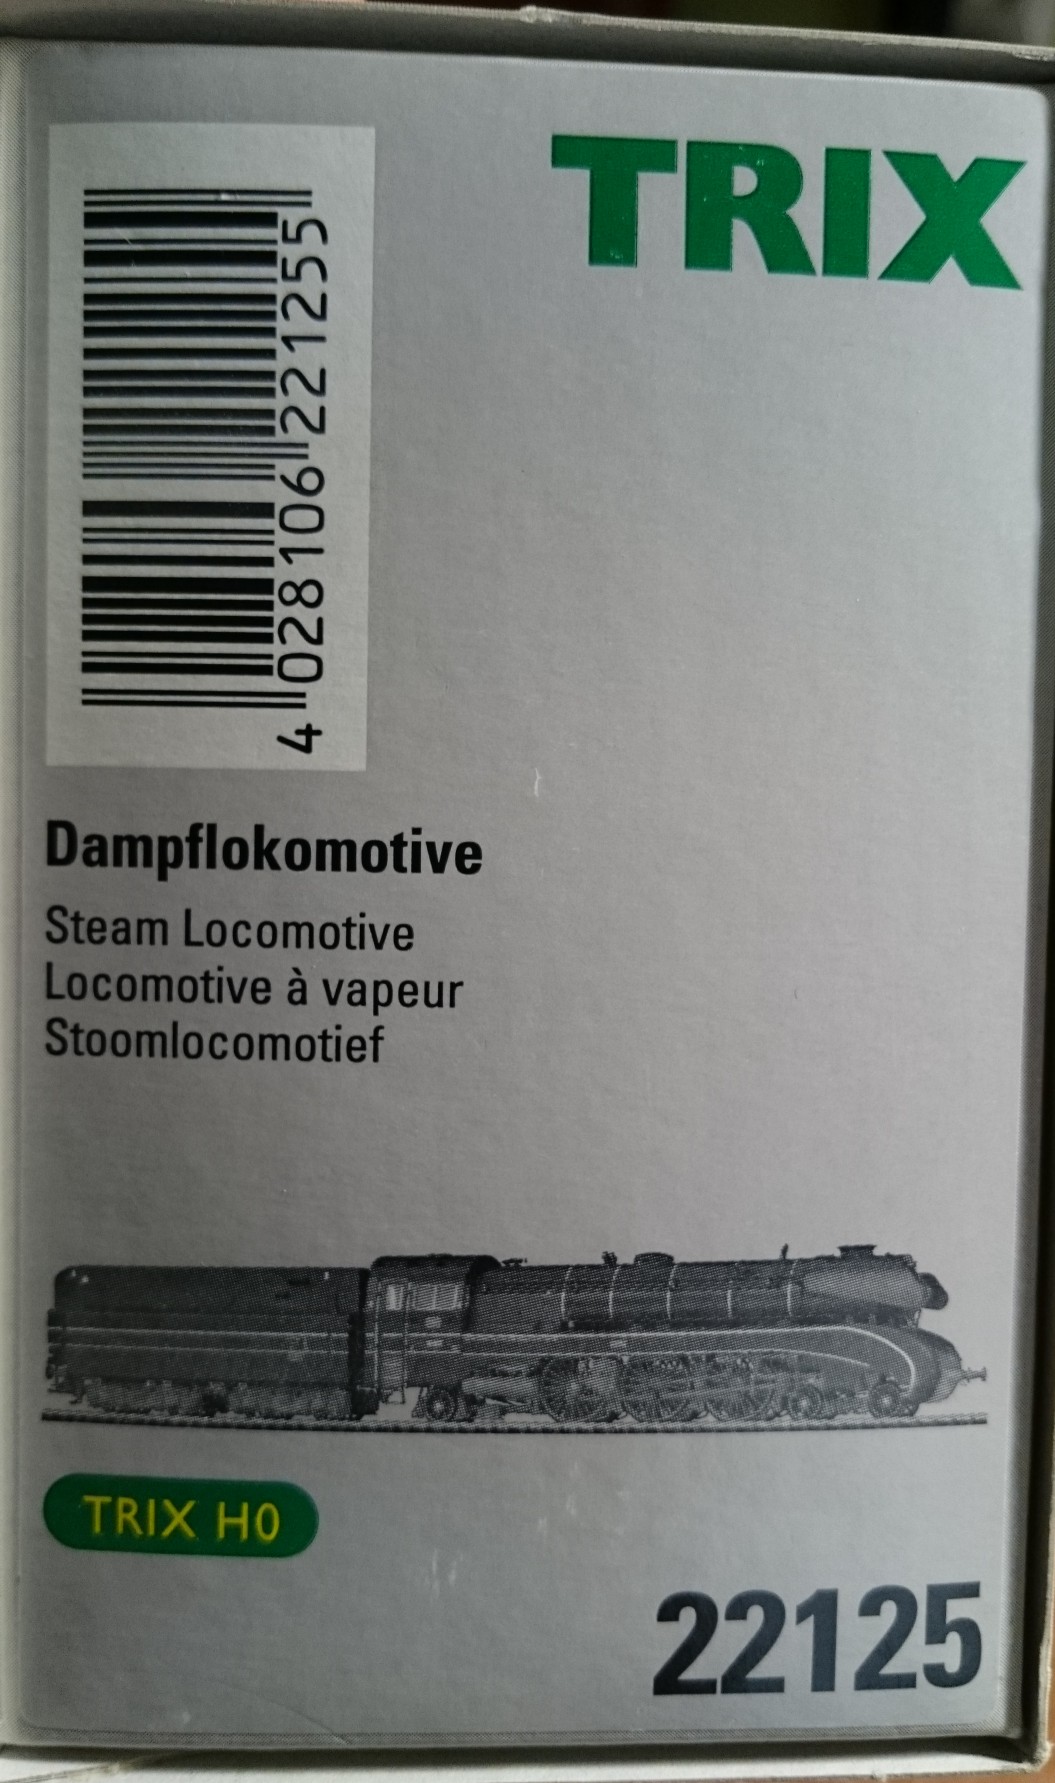 TRIX
4 028106 221255
Dampflokomotive
Steam Locomotive
Locomotive à vapeur
Stoomlocomotief
TRIX H0
22125